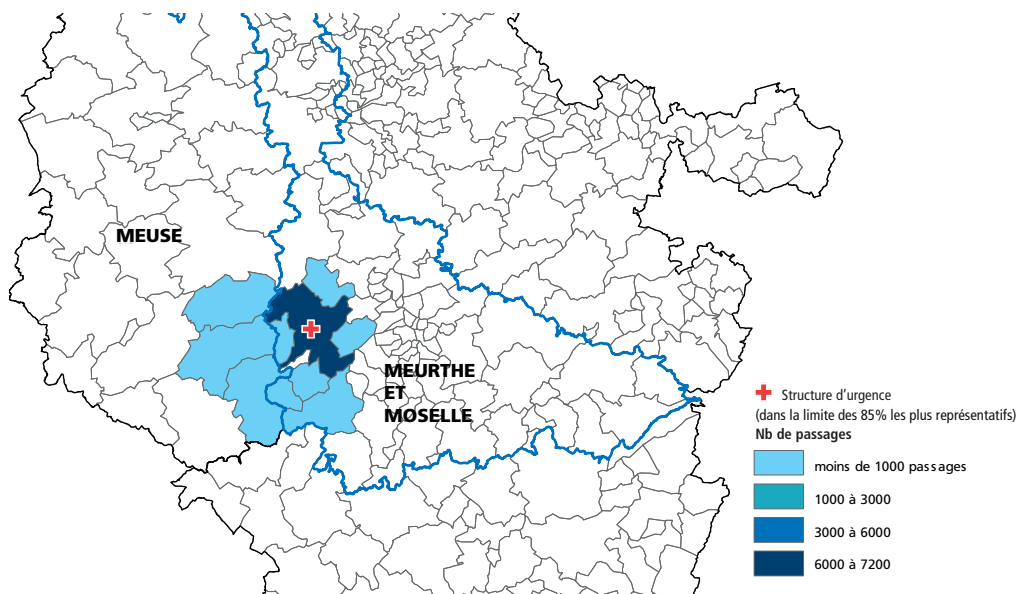 MEUSE
MEURTHE
ET
MOSELLE
Structure d'urgence
(dans la limite des 85% les plus représentatifs)
Nb de passages
moins de 1000 passages
1000 à 3000
3000 à 6000
6000 à 7200